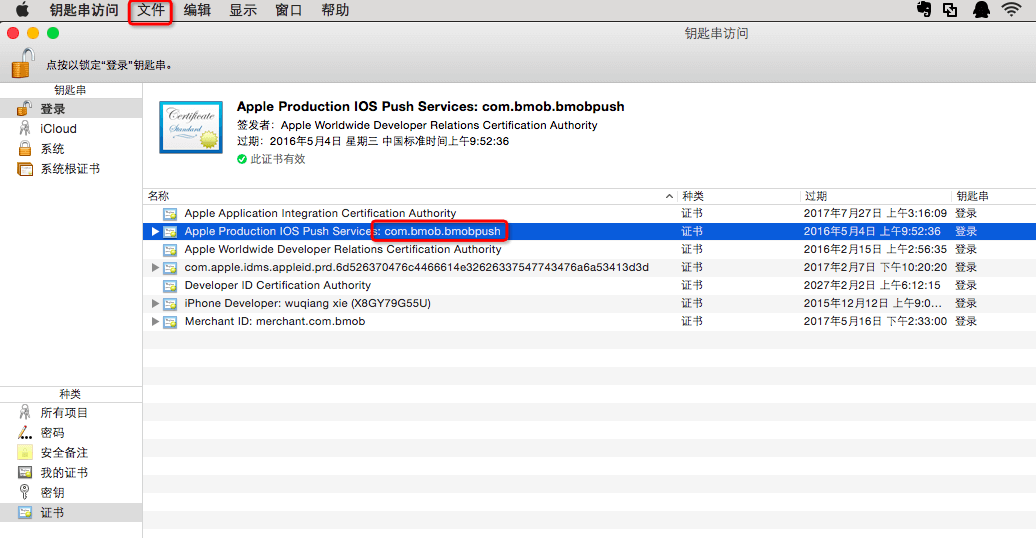 钥匙串访问 文件 编辑 显示 窗口 帮助
钥匙串访问
点按以锁定“登录”钥匙串。
钥匙串
登录
iCloud
系统
系统根证书
Certificate
Standard
Apple Production IOS Push Services: com.bmob.bmobpush
签发者: Apple Worldwide Developer Relations Certification Authority
过期: 2016年5月4日 星期三 中国标准时间上午9:52:36
此证书有效
名称 种类 过期 钥匙串
Apple Application Integration Certification Authority 证书 2017年7月27日 上午3:16:09 登录
Apple Production IOS Push Services: com.bmob.bmobpush 证书 2016年5月4日 上午9:52:36 登录
Apple Worldwide Developer Relations Certification Authority 证书 2016年2月15日 上午2:56:35 登录
com.apple.idms.appleid.prd.6d526370476c4466614e32626337547743476a6a53413d3d 证书 2017年2月7日 下午10:20:20 登录
Developer ID Certification Authority 证书 2027年2月2日 上午6:12:15 登录
iPhone Developer: wuqiang xie (X8GY79G55U) 证书 2015年12月12日 上午9:0... 登录
Merchant ID: merchant.com.bmob 证书 2017年5月16日 下午2:33:00 登录
种类
所有项目
密码
安全备注
我的证书
密钥
证书